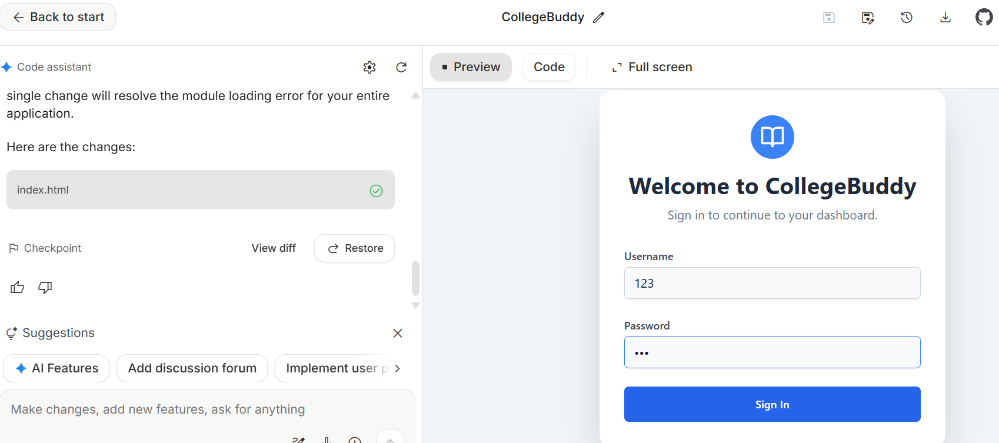 Back to start
CollegeBuddy
Code assistant
Preview
Code
Full screen
single change will resolve the module loading error for your entire
application.
Here are the changes:
index.html
Checkpoint
View diff
Restore
Suggestions
AI Features
Add discussion forum
Implement user p
Make changes, add new features, ask for anything
Welcome to CollegeBuddy
Sign in to continue to your dashboard.
Username
123
Password
•••
Sign In